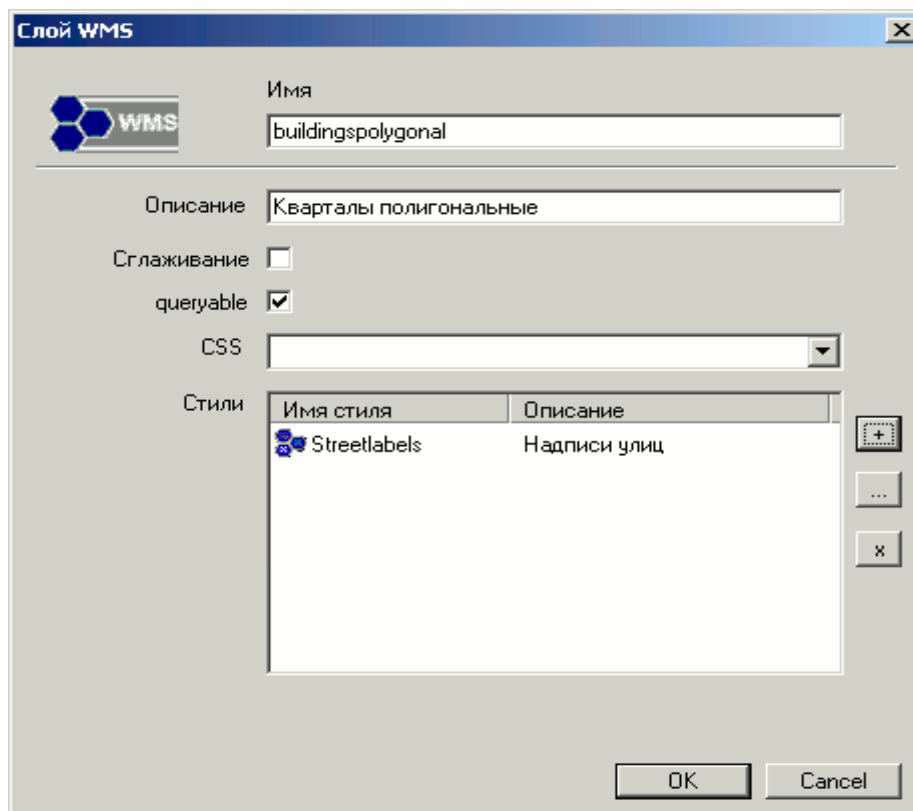 Слой WMS
WMS
Имя
buildingspolygonal
Описание Кварталы полигональные
Сглаживание
queryable
CSS
Стили
Имя стиля Описание
Streetlabels Надписи улиц
+
...
x
OK Cancel